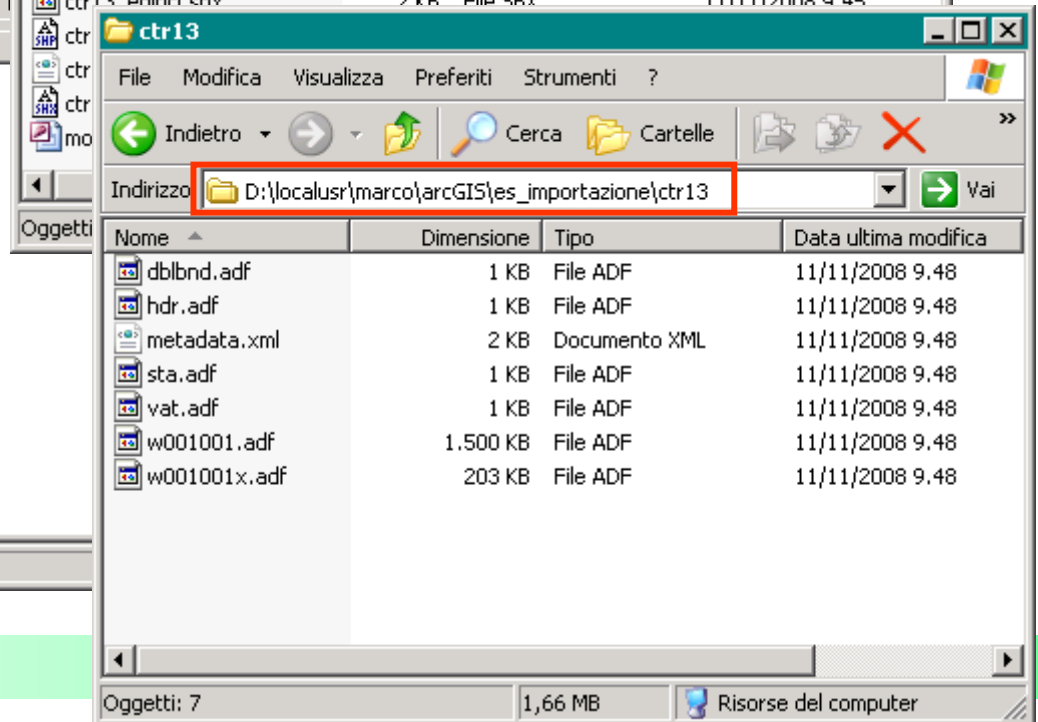 ctr13
ctr
ctr
ctr
mo
Oggetti
File Modifica Visualizza Preferiti Strumenti ?
Indietro Cerca Cartelle »
Indirizzo D:\localusr\marco\arcGIS\es_importazione\ctr13 Vai
Nome Dimensione Tipo Data ultima modifica
dblbnd.adf 1 KB File ADF 11/11/2008 9.48
hdr.adf 1 KB File ADF 11/11/2008 9.48
metadata.xml 2 KB Documento XML 11/11/2008 9.48
sta.adf 1 KB File ADF 11/11/2008 9.48
vat.adf 1 KB File ADF 11/11/2008 9.48
w001001.adf 1.500 KB File ADF 11/11/2008 9.48
w001001x.adf 203 KB File ADF 11/11/2008 9.48
Oggetti: 7 1,66 MB Risorse del computer